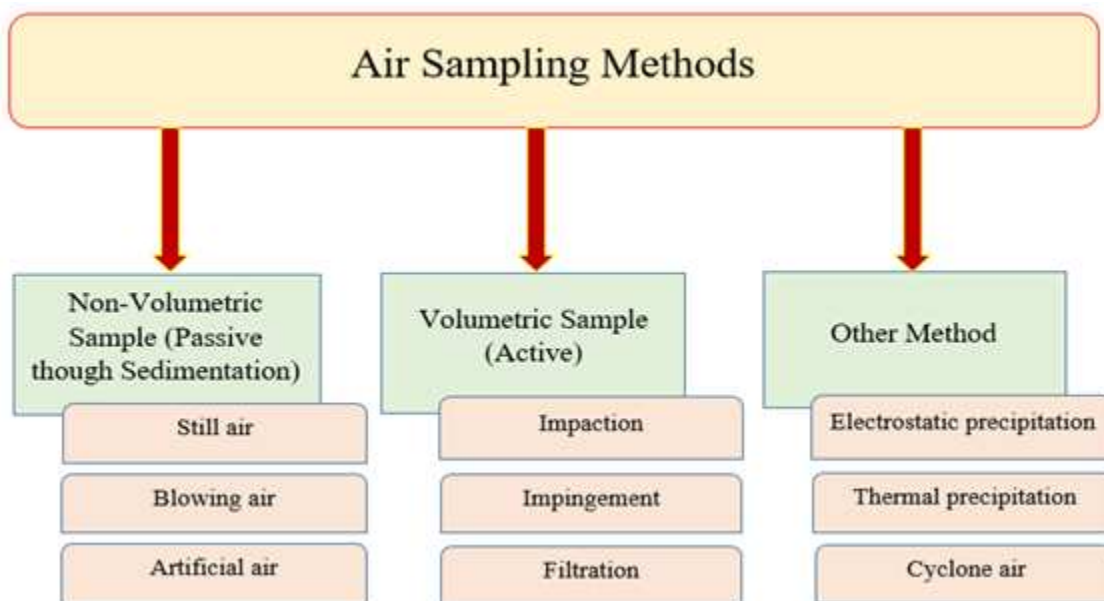 Air Sampling Methods
Non-Volumetric
Sample (Passive
though Sedimentation)
Still air
Blowing air
Artificial air
Volumetric Sample
(Active)
Impaction
Impingement
Filtration
Other Method
Electrostatic precipitation
Thermal precipitation
Cyclone air